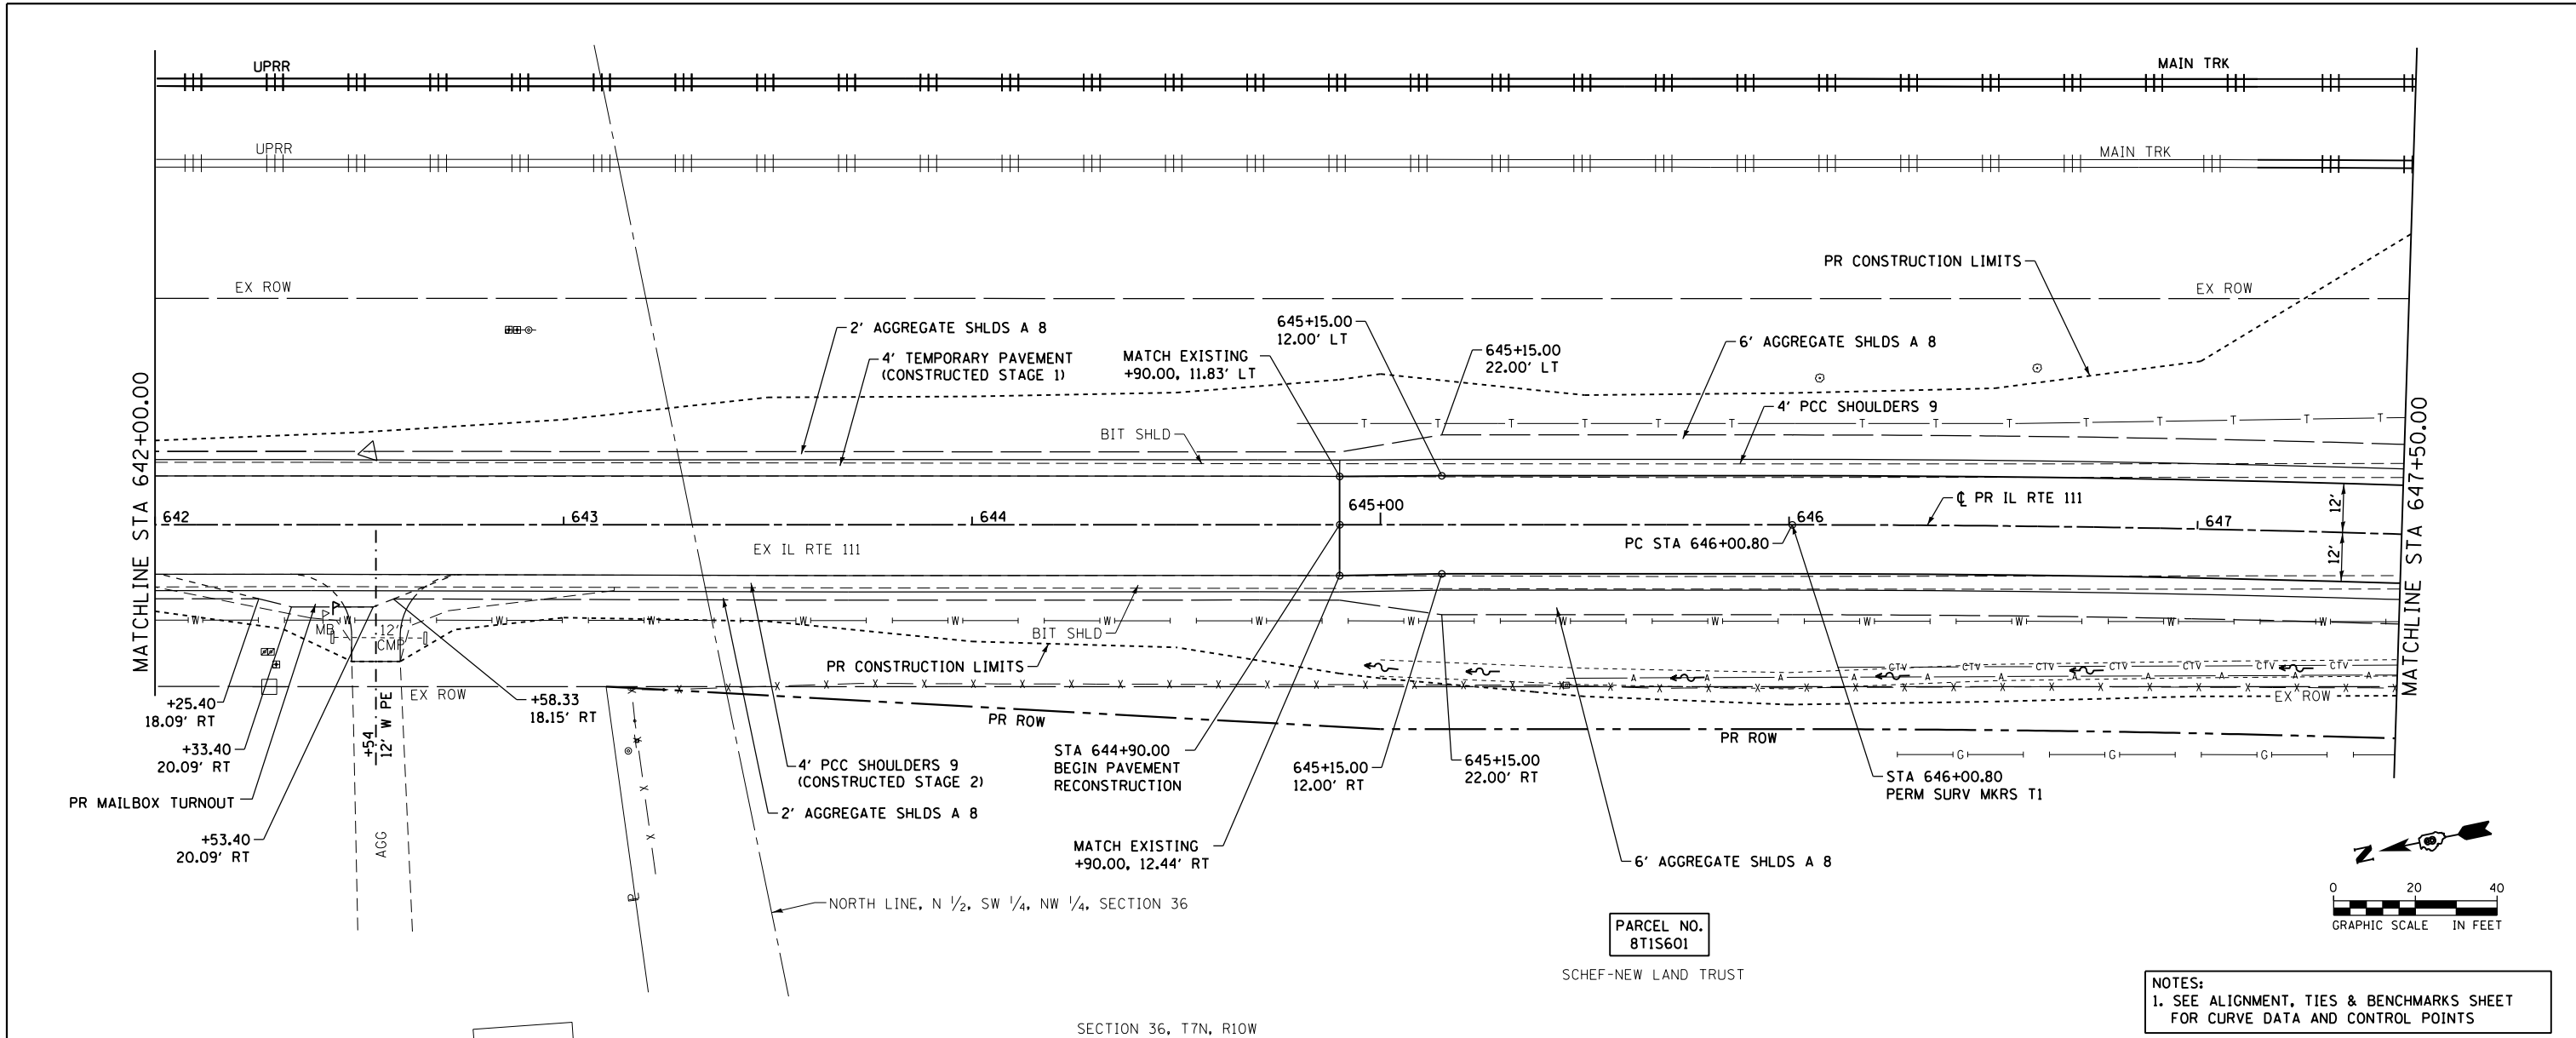 UPRR
MAIN TRK
UPRR
MAIN TRK
EX ROW
PR CONSTRUCTION LIMITS
EX ROW
2' AGGREGATE SHLDS A 8
4' TEMPORARY PAVEMENT
(CONSTRUCTED STAGE 1)
MATCH EXISTING
+90.00, 11.83' LT
645+15.00
12.00' LT
645+15.00
22.00' LT
6' AGGREGATE SHLDS A 8
4' PCC SHOULDERS 9
T T T T T T T T T T T T T T T
BIT SHLD
MATCHLINE STA 642+00.00
MATCHLINE STA 647+50.00
642
643
644
645+00
646
℄ PR IL RTE 111
647
12'
12'
EX IL RTE 111
PC STA 646+00.80
MB
12"
CMP
W W W W W W W W W W W W W W W
BIT SHLD
PR CONSTRUCTION LIMITS
CTV CTV CTV CTV CTV CTV CTV
A A A A A A A A A A A
EX ROW
EX ROW
+25.40
18.09' RT
+33.40
20.09' RT
PR MAILBOX TURNOUT
+53.40
20.09' RT
+54
12' W PE
AGG
+58.33
18.15' RT
PR ROW
PR ROW
4' PCC SHOULDERS 9
(CONSTRUCTED STAGE 2)
2' AGGREGATE SHLDS A 8
STA 644+90.00
BEGIN PAVEMENT
RECONSTRUCTION
645+15.00
12.00' RT
645+15.00
22.00' RT
G G G
STA 646+00.80
PERM SURV MKRS T1
MATCH EXISTING
+90.00, 12.44' RT
6' AGGREGATE SHLDS A 8
NORTH LINE, N 1/2, SW 1/4, NW 1/4, SECTION 36
N
0 20 40
GRAPHIC SCALE IN FEET
PARCEL NO.
8T1S601
SCHEF-NEW LAND TRUST
SECTION 36, T7N, R10W
NOTES:
1. SEE ALIGNMENT, TIES & BENCHMARKS SHEET
FOR CURVE DATA AND CONTROL POINTS